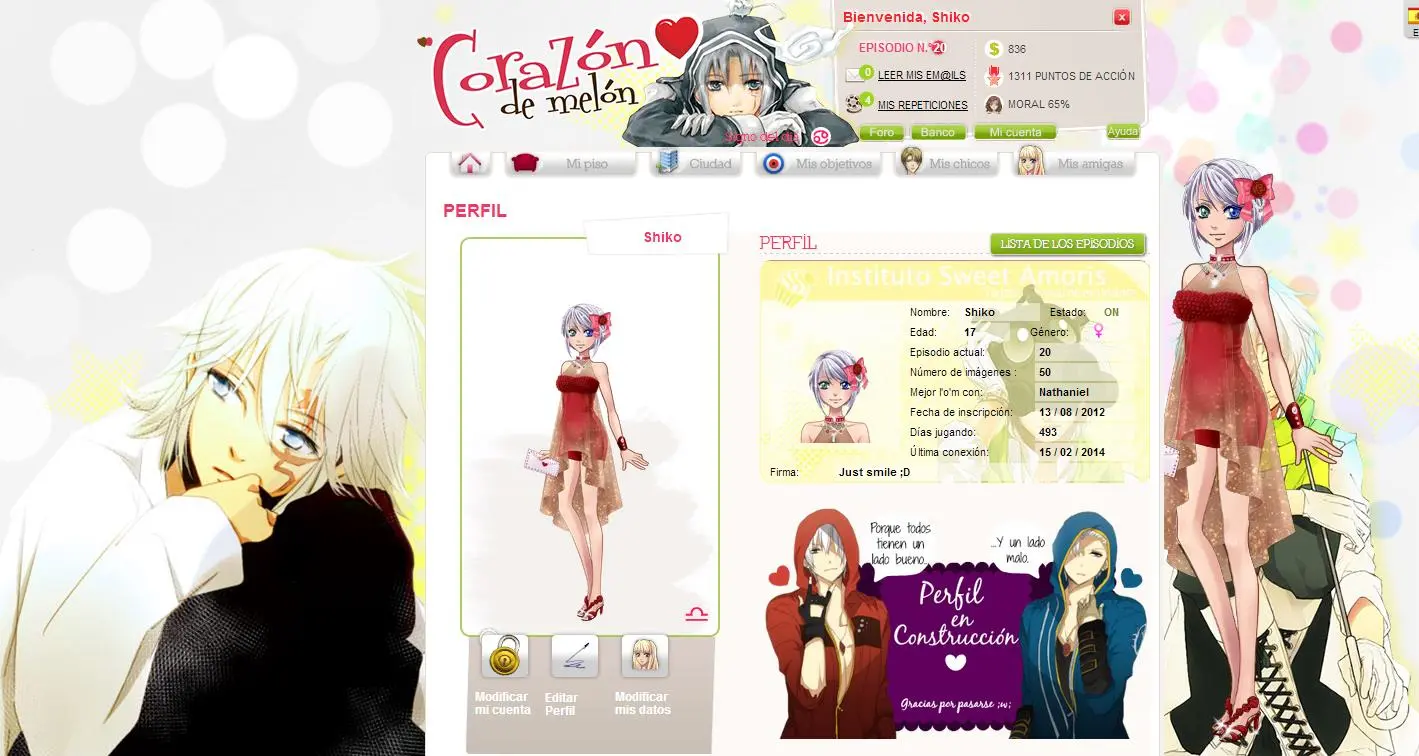 Corazón
de melón
Signo del día
Bienvenida, Shiko
x
EPISODIO N.° 20
$ 836
0 LEER MIS EM@ILS
1311 PUNTOS DE ACCIÓN
4 MIS REPETICIONES
MORAL 65%
Foro
Banco
Mi cuenta
Ayuda
Mi piso
Ciudad
Mis objetivos
Mis chicos
Mis amigas
PERFIL
Shiko
Modificar
mi cuenta
Editar
Perfil
Modificar
mis datos
PERFIL
LISTA DE LOS EPISODIOS
Instituto Sweet Amoris
Nombre: Shiko
Estado: ON
Edad: 17
Género: ♀
Episodio actual: 20
Número de imágenes : 50
Mejor l'o'm con: Nathaniel
Fecha de inscripción: 13 / 08 / 2012
Días jugando: 493
Última conexión: 15 / 02 / 2014
Firma: Just smile ;D
Porque todos
tienen un
lado bueno...
...Y un lado
malo.
Perfil
en
Construcción
Gracias por pasarse ;w;